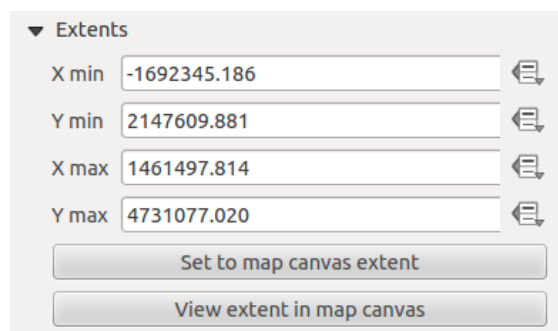 Extents
X min -1692345.186
Y min 2147609.881
X max 1461497.814
Y max 4731077.020
Set to map canvas extent
View extent in map canvas